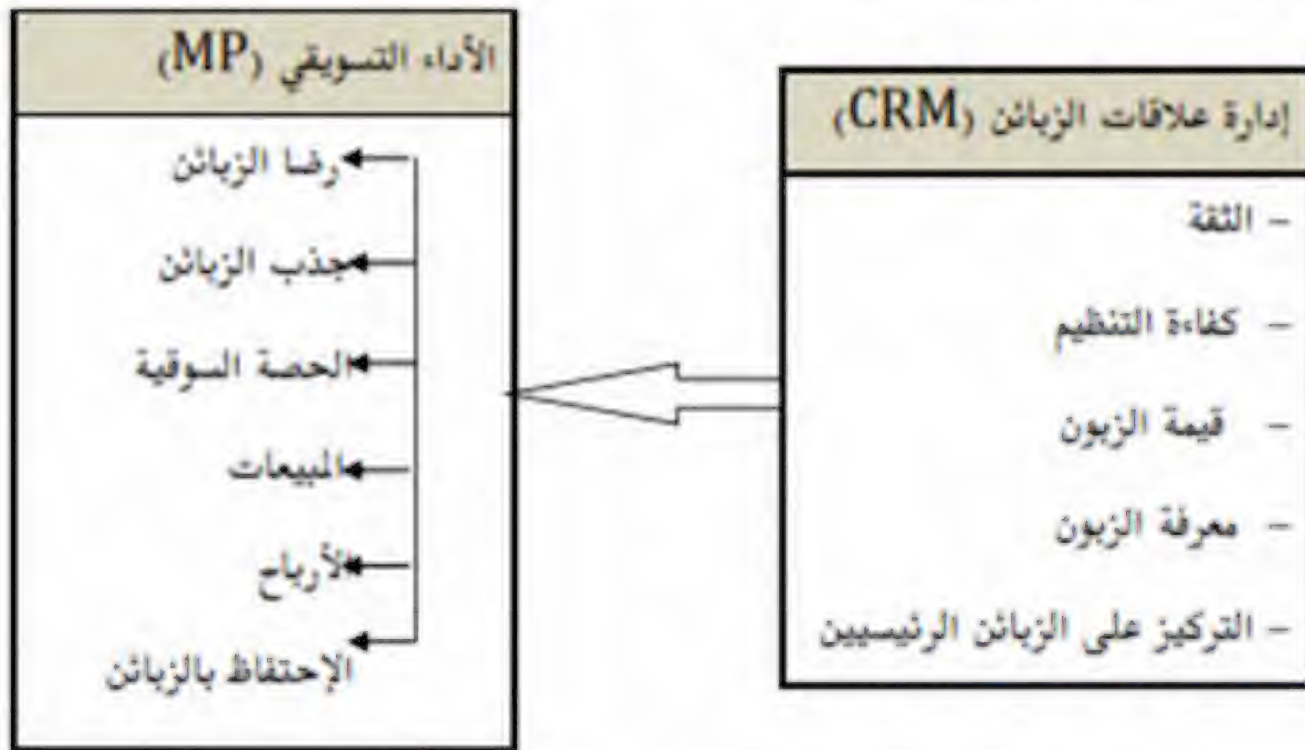 إدارة علاقات الزبائن (CRM)
– الثقة
– كفاءة التنظيم
– قيمة الزبون
– معرفة الزبون
– التركيز على الزبائن الرئيسيين
الأداء التسويقي (MP)
رضا الزبائن
جذب الزبائن
الحصة السوقية
المبيعات
الأرباح
الإحتفاظ بالزبائن